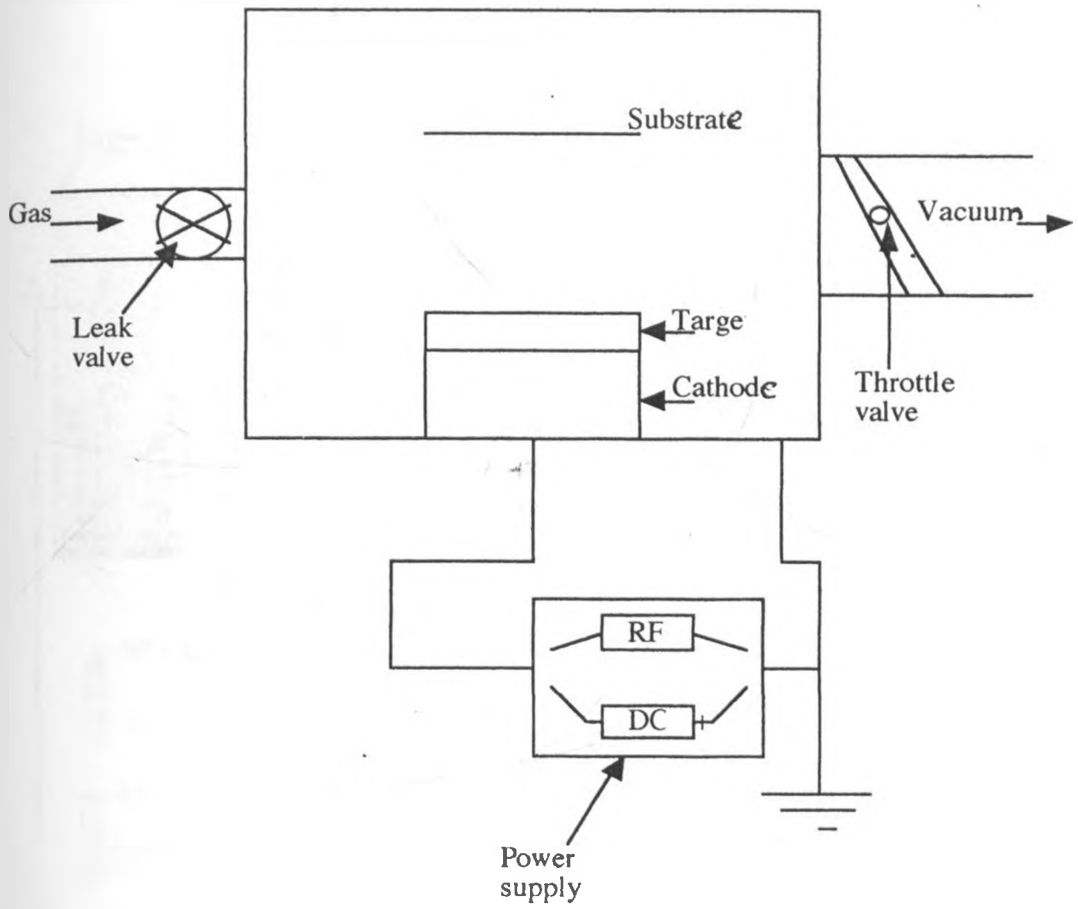 Substrate
Gas
Vacuum
Leak
valve
Targe
Cathode
Throttle
valve
RF
DC +
Power
supply